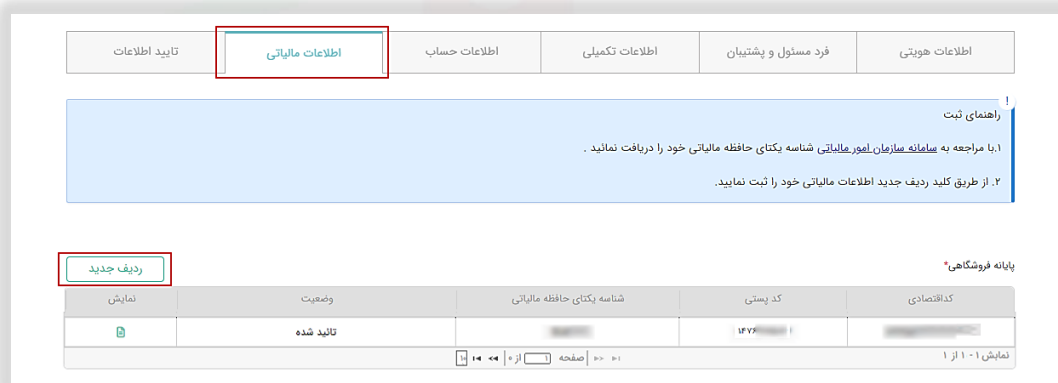 اطلاعات هویتی
فرد مسئول و پشتیبان
اطلاعات تکمیلی
اطلاعات حساب
اطلاعات مالیاتی
تایید اطلاعات
!
راهنمای ثبت
۱.با مراجعه به سامانه سازمان امور مالیاتی شناسه یکتای حافظه مالیاتی خود را دریافت نمائید .
۲. از طریق کلید ردیف جدید اطلاعات مالیاتی خود را ثبت نمایید.
پایانه فروشگاهی*
ردیف جدید
کداقتصادی
کد پستی
شناسه یکتای حافظه مالیاتی
وضعیت
نمایش
تائید شده
نمایش ۱ - ۱ از ۱
صفحه ۱ از ۰
۱۰